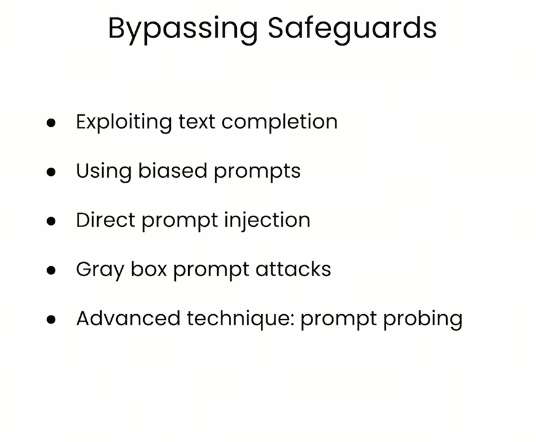 Bypassing Safeguards
● Exploiting text completion
● Using biased prompts
● Direct prompt injection
● Gray box prompt attacks
● Advanced technique: prompt probing